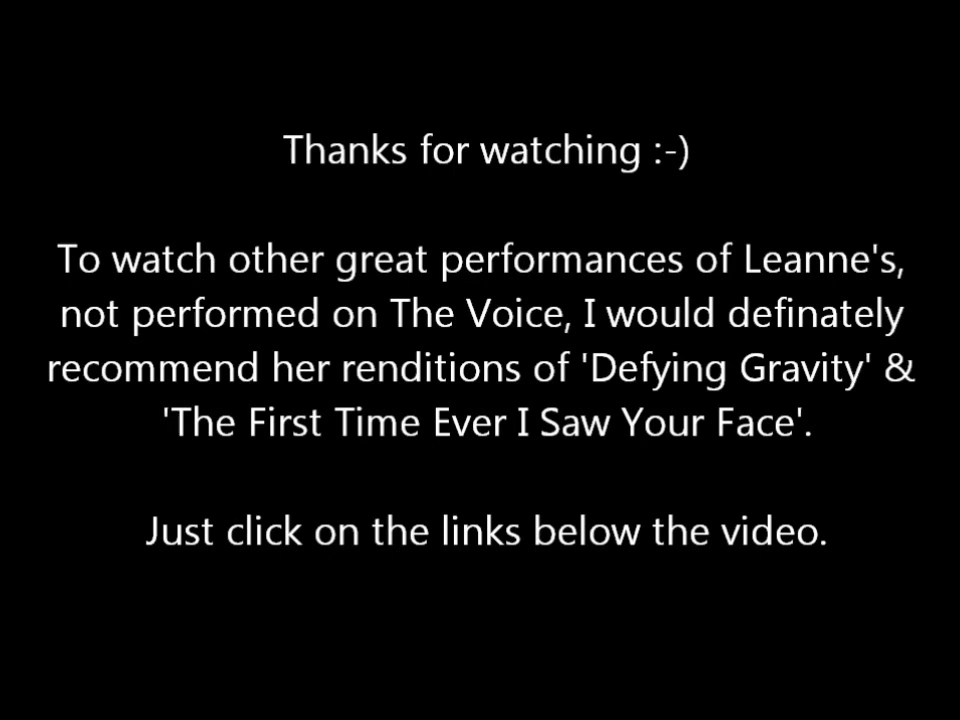 Thanks for watching :-)
To watch other great performances of Leanne's,
not performed on The Voice, I would definately
recommend her renditions of 'Defying Gravity' &
'The First Time Ever I Saw Your Face'.
Just click on the links below the video.